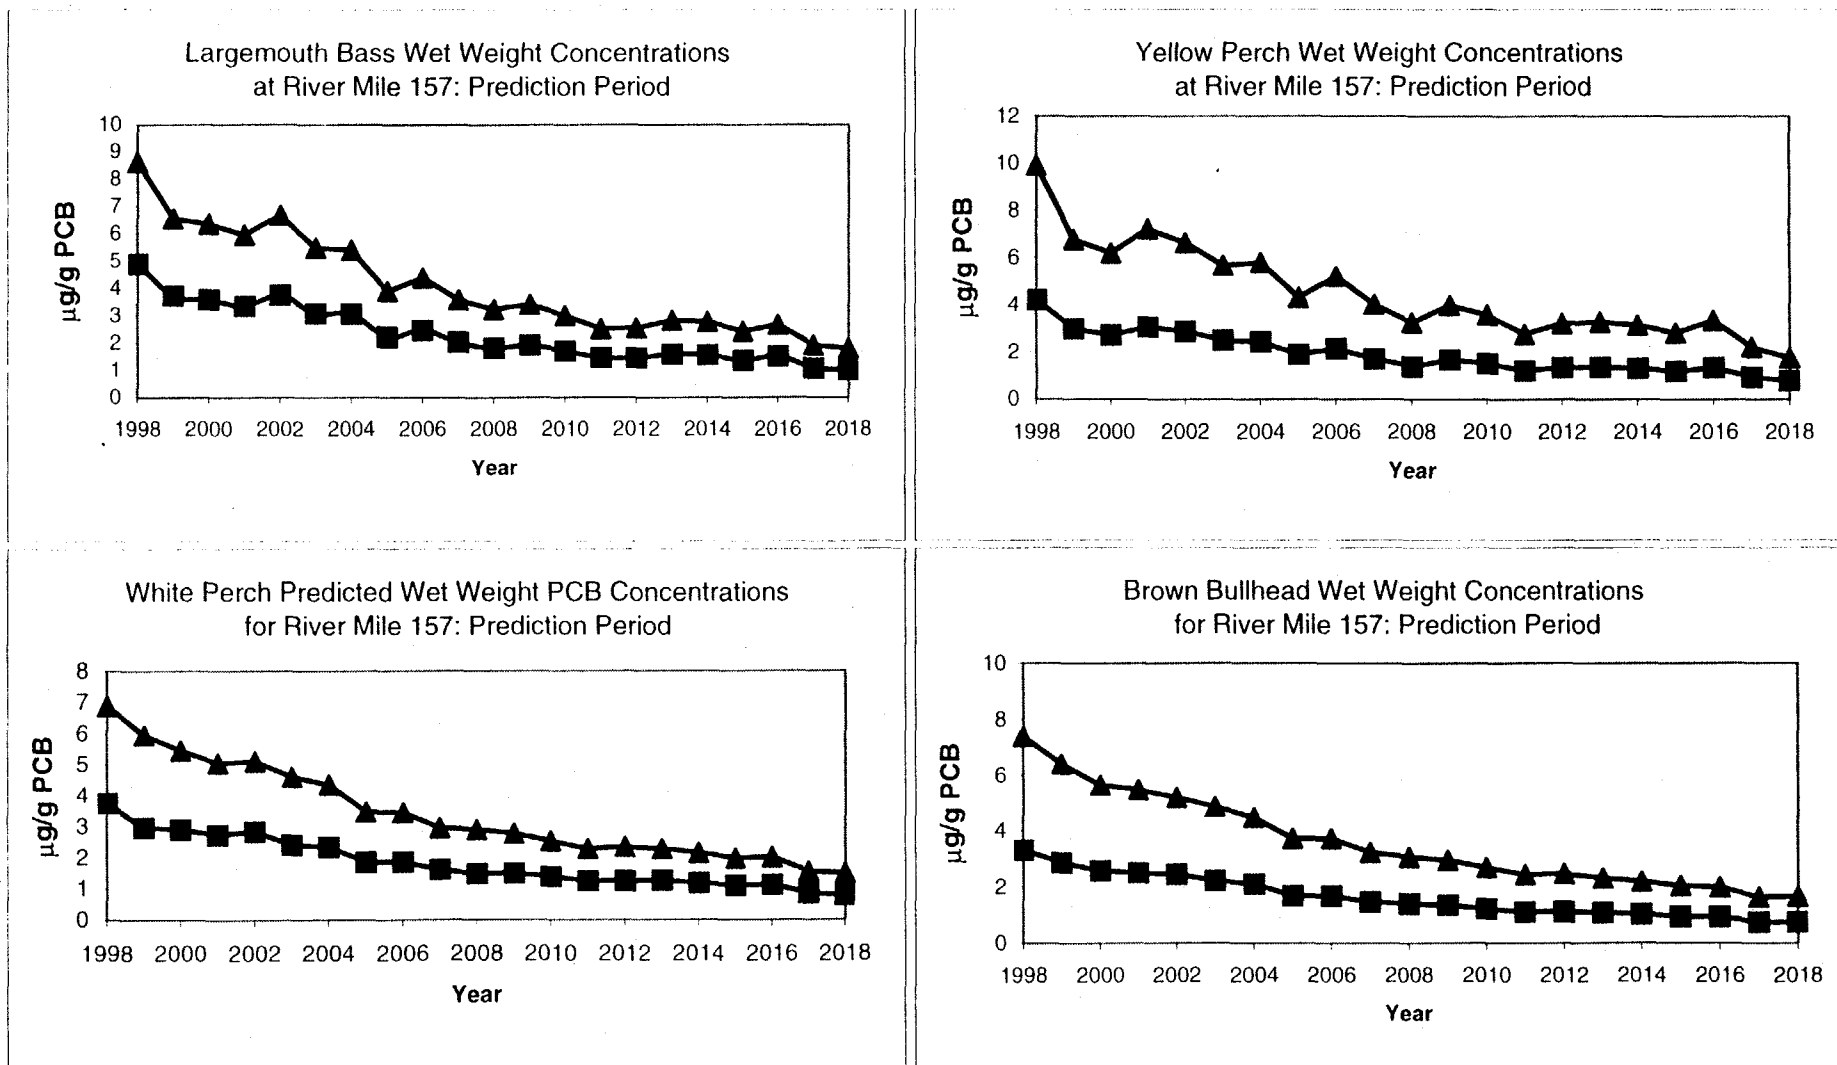 Largemouth Bass Wet Weight Concentrations
at River Mile 157: Prediction Period
10
9
8
7
6
5
4
3
2
1
0
µg/g PCB
1998 2000 2002 2004 2006 2008 2010 2012 2014 2016 2018
Year
Yellow Perch Wet Weight Concentrations
at River Mile 157: Prediction Period
12
10
8
6
4
2
0
µg/g PCB
1998 2000 2002 2004 2006 2008 2010 2012 2014 2016 2018
Year
White Perch Predicted Wet Weight PCB Concentrations
for River Mile 157: Prediction Period
8
7
6
5
4
3
2
1
0
µg/g PCB
1998 2000 2002 2004 2006 2008 2010 2012 2014 2016 2018
Year
Brown Bullhead Wet Weight Concentrations
for River Mile 157: Prediction Period
10
8
6
4
2
0
µg/g PCB
1998 2000 2002 2004 2006 2008 2010 2012 2014 2016 2018
Year